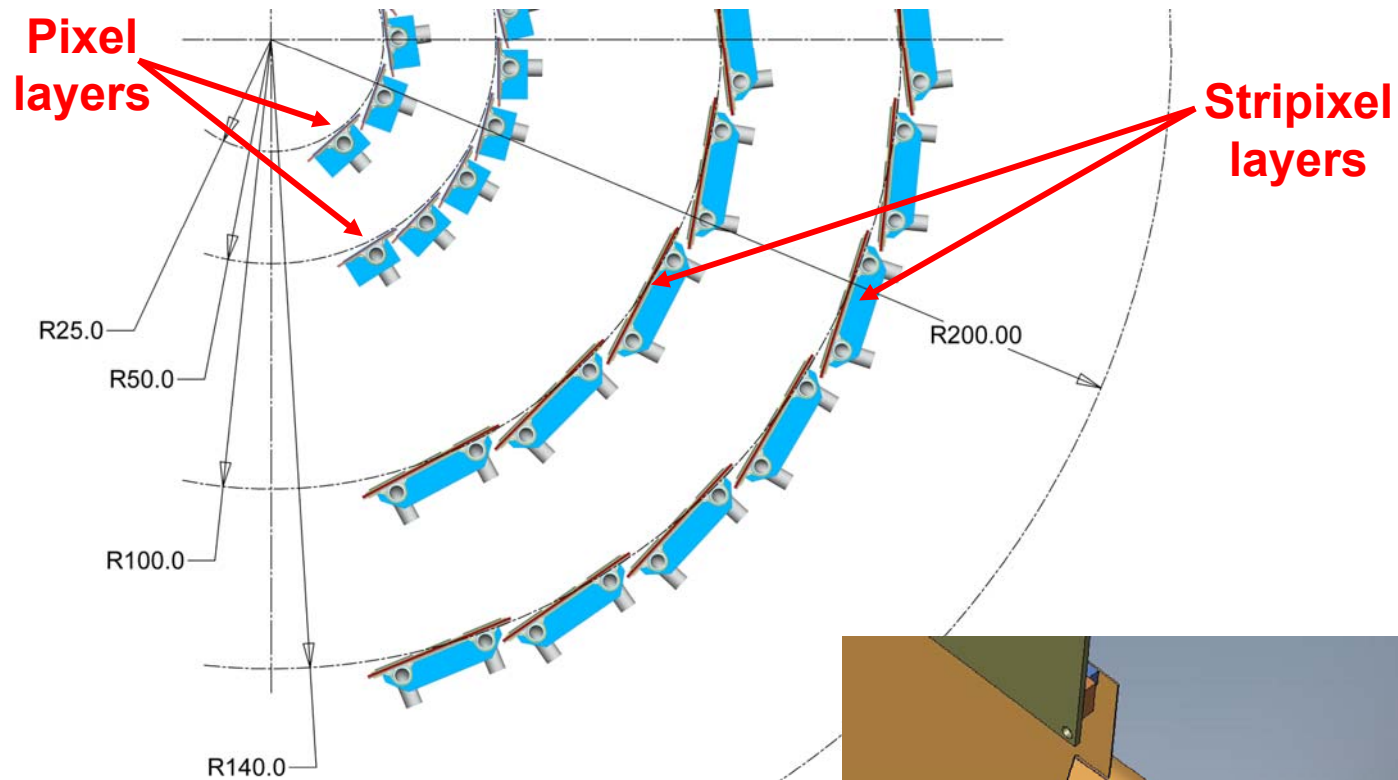 Pixel
layers
Stripixel
layers
R25.0
R200.00
R50.0
R100.0
R140.0